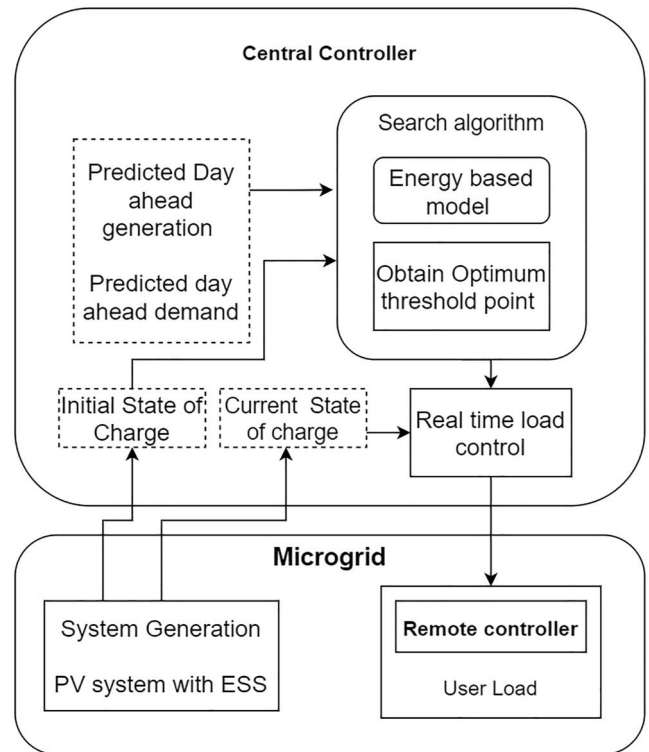 Central Controller
Search algorithm
Predicted Day
ahead
generation
Predicted day
ahead demand
Energy based
model
Obtain Optimum
threshold point
Initial State of
Charge
Current State
of charge
Real time load
control
Microgrid
System Generation
PV system with ESS
Remote controller
User Load